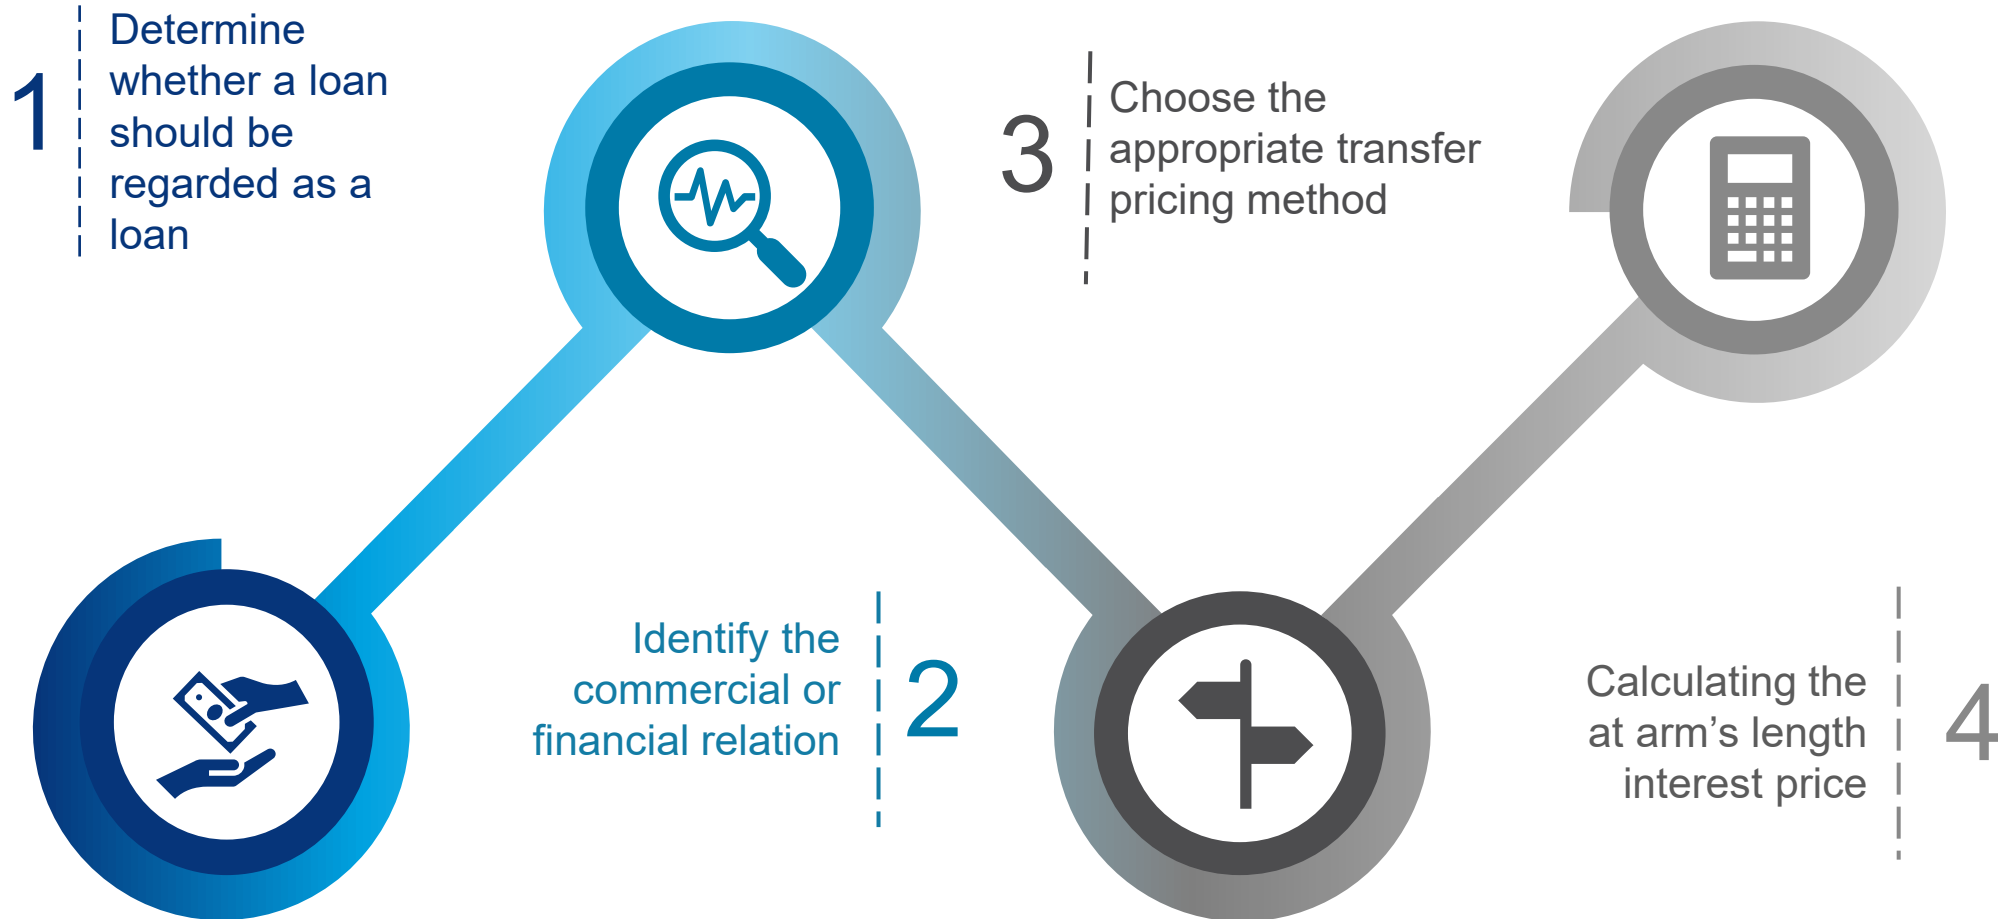 1
Determine
whether a loan
should be
regarded as a
loan
Identify the
commercial or
financial relation
2
3
Choose the
appropriate transfer
pricing method
Calculating the
at arm’s length
interest price
4